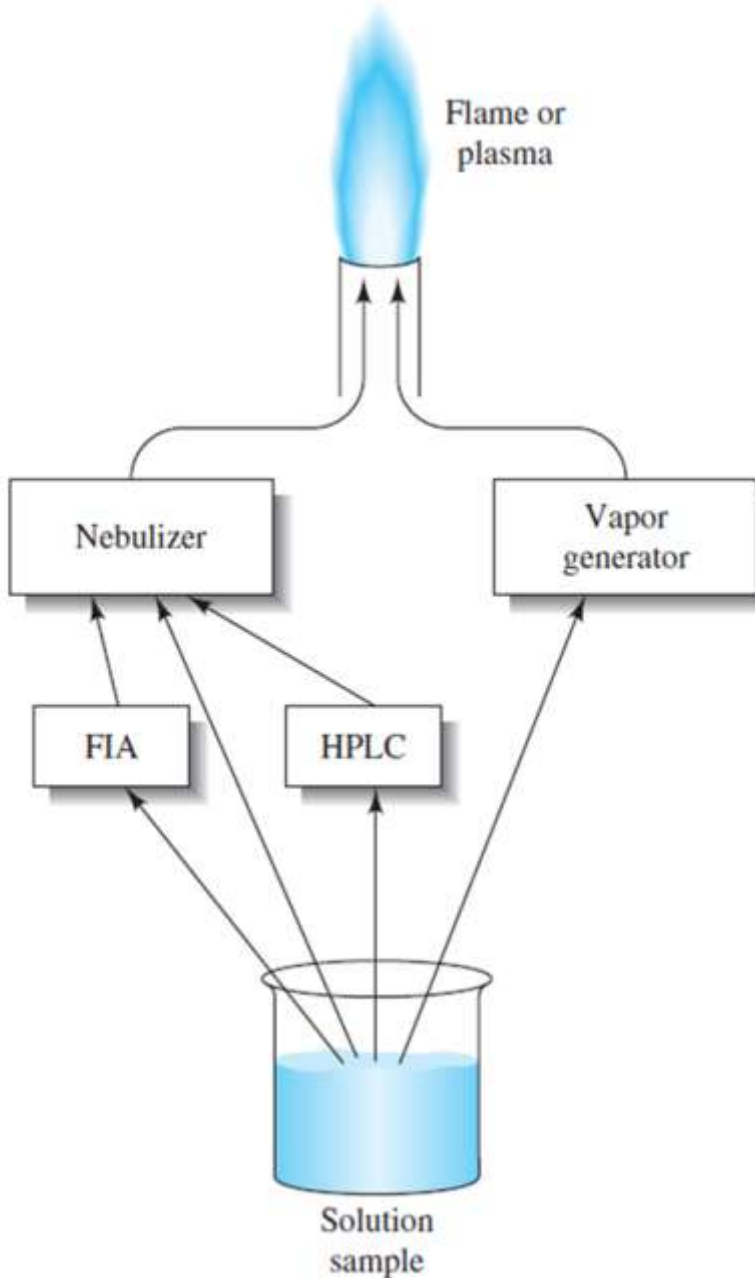 Flame or
plasma
Nebulizer
Vapor
generator
FIA
HPLC
Solution
sample